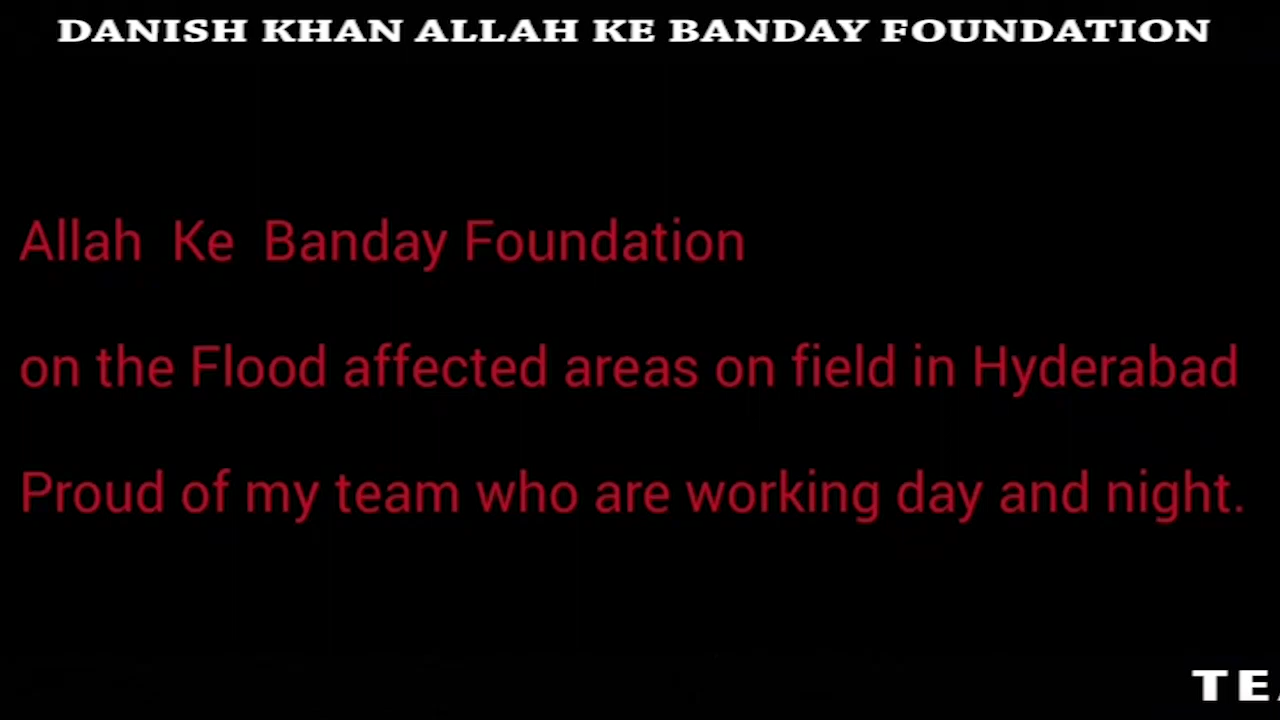 DANISH KHAN ALLAH KE BANDAY FOUNDATION
Allah Ke Banday Foundation
on the Flood affected areas on field in Hyderabad
Proud of my team who are working day and night.